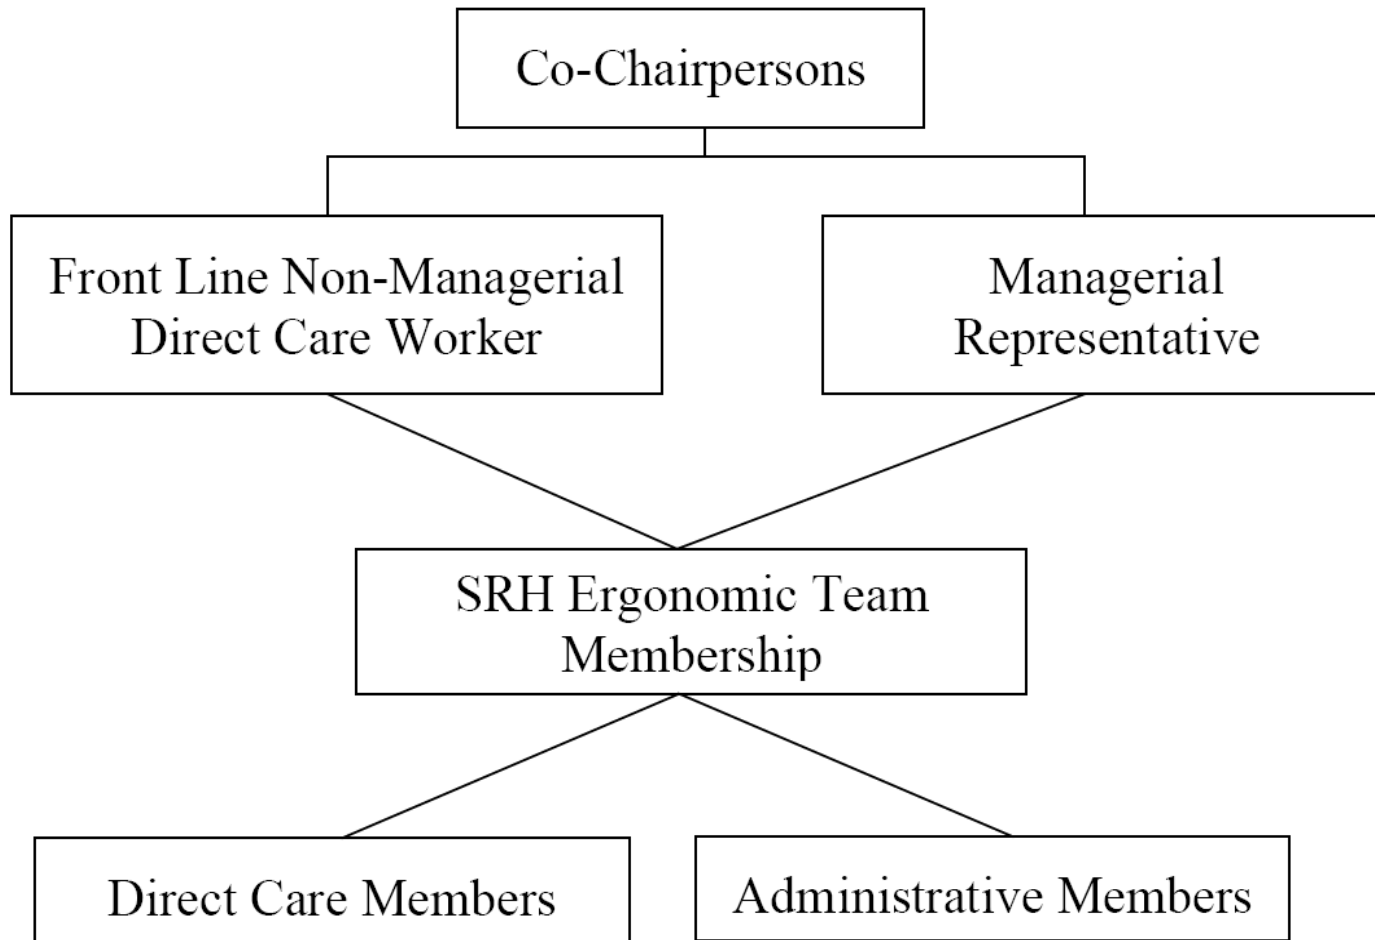 Co-Chairpersons
Front Line Non-Managerial
Direct Care Worker
Managerial
Representative
SRH Ergonomic Team
Membership
Direct Care Members
Administrative Members